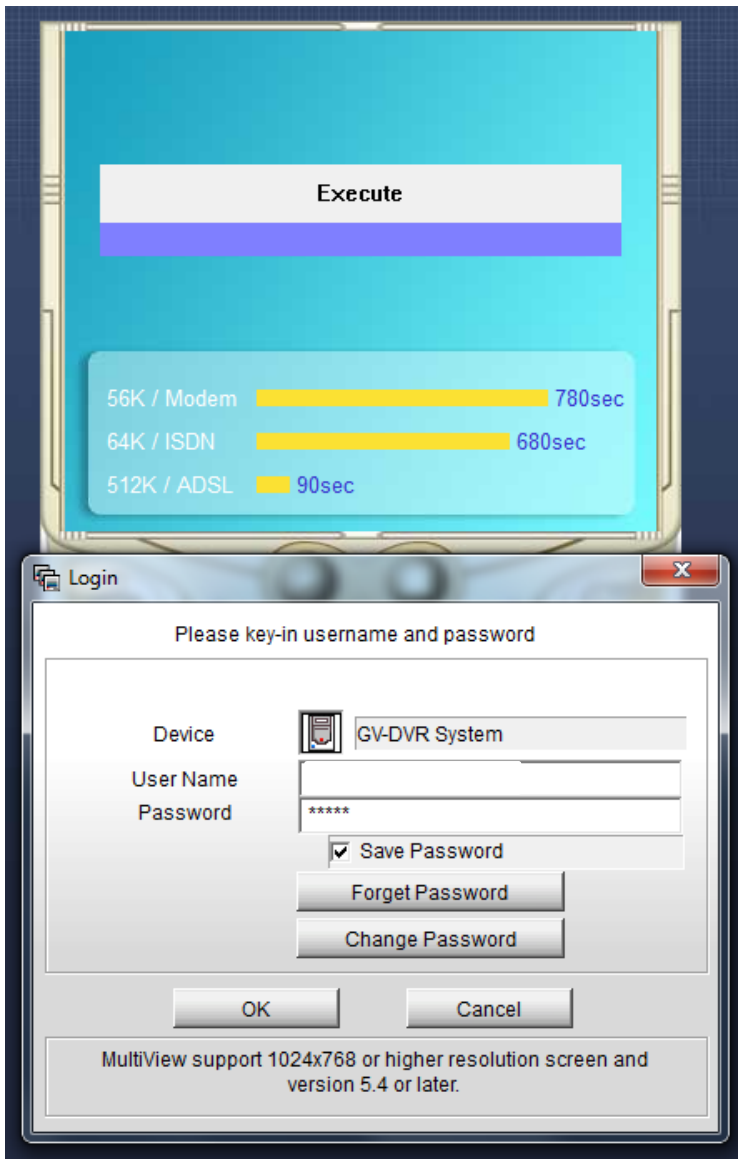 Execute
56K / Modem 780sec
64K / ISDN 680sec
512K / ADSL 90sec
Login
Please key-in username and password
Device GV-DVR System
User Name
Password *****
Save Password
Forget Password
Change Password
OK Cancel
MultiView support 1024x768 or higher resolution screen and
version 5.4 or later.